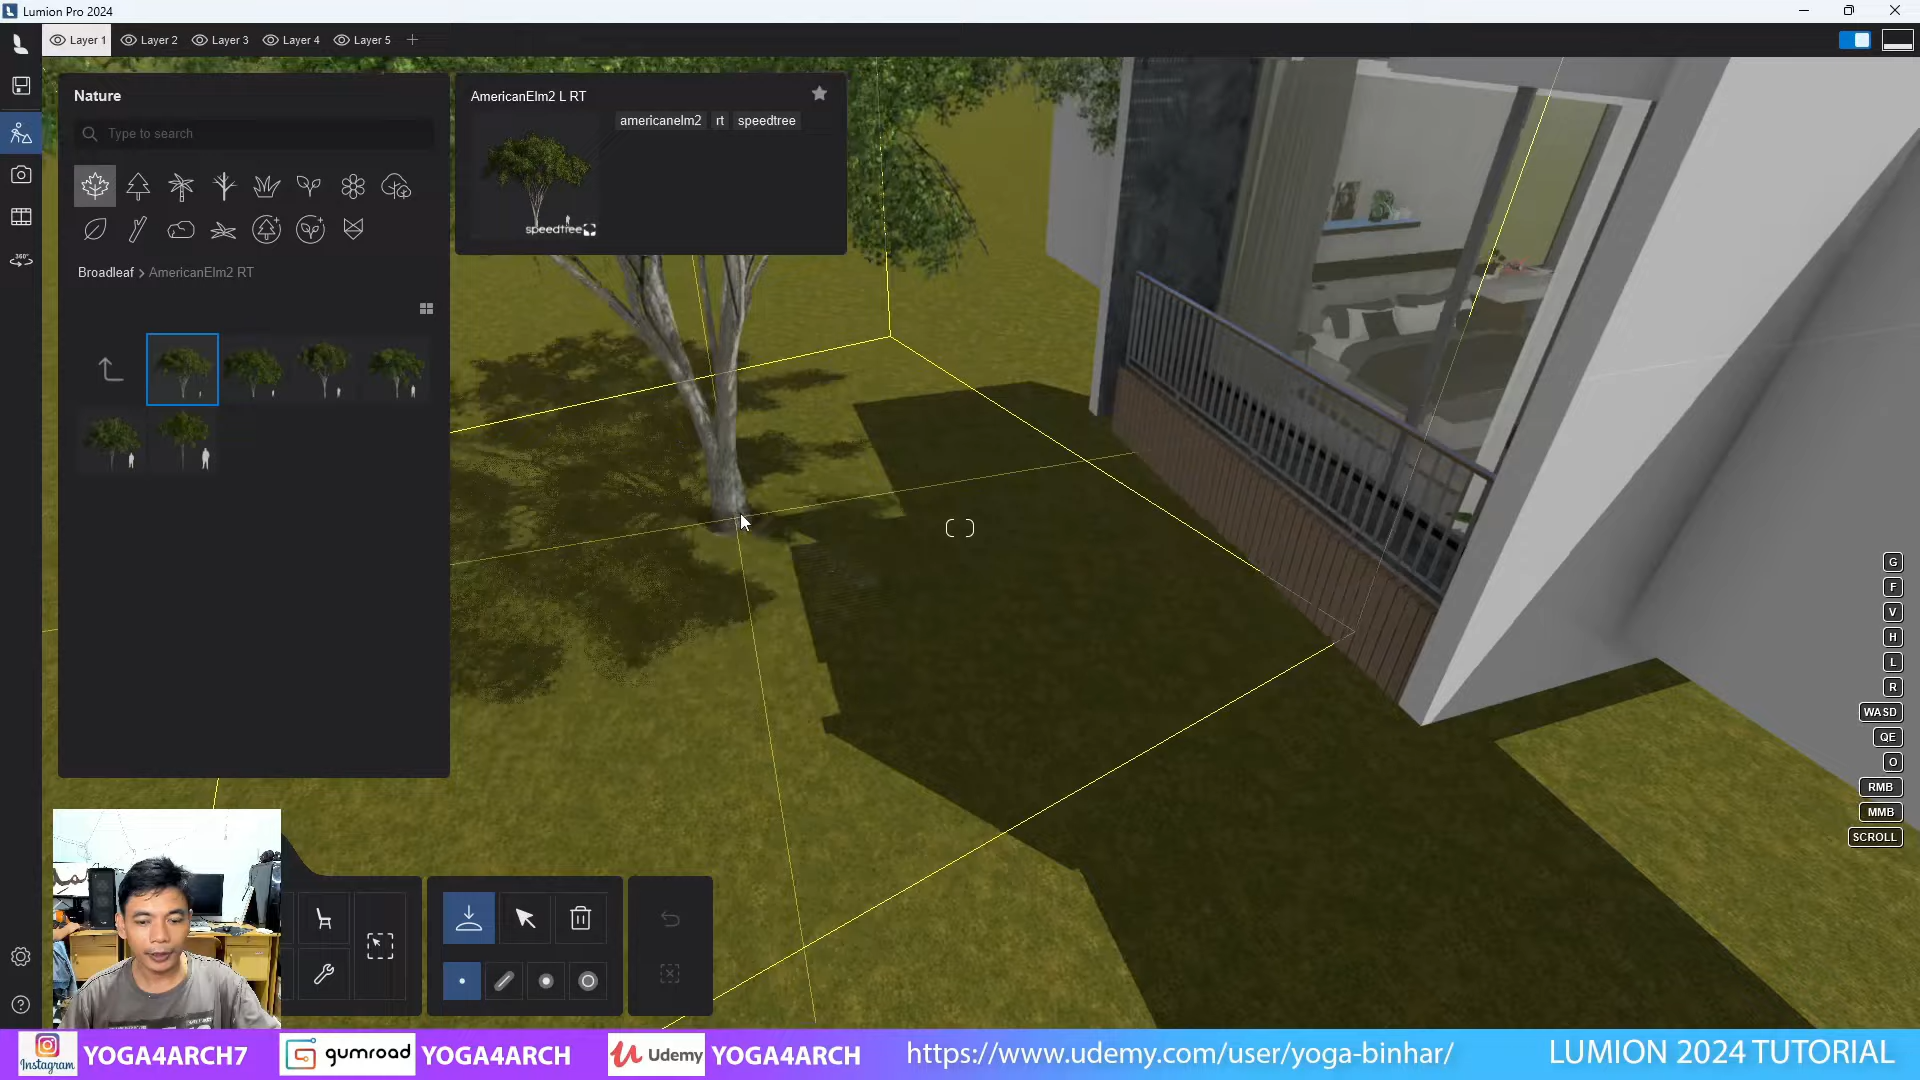 Lumion Pro 2024
Layer 1
Layer 2
Layer 3
Layer 4
Layer 5
Nature
Type to search
Broadleaf > AmericanElm2 RT
AmericanElm2 L RT
americanelm2
rt
speedtree
speedtree
360°
G
F
V
H
L
R
WASD
QE
O
RMB
MMB
SCROLL
Instagram
YOGA4ARCH7
gumroad
YOGA4ARCH
Udemy
YOGA4ARCH
https://www.udemy.com/user/yoga-binhar/
LUMION 2024 TUTORIAL